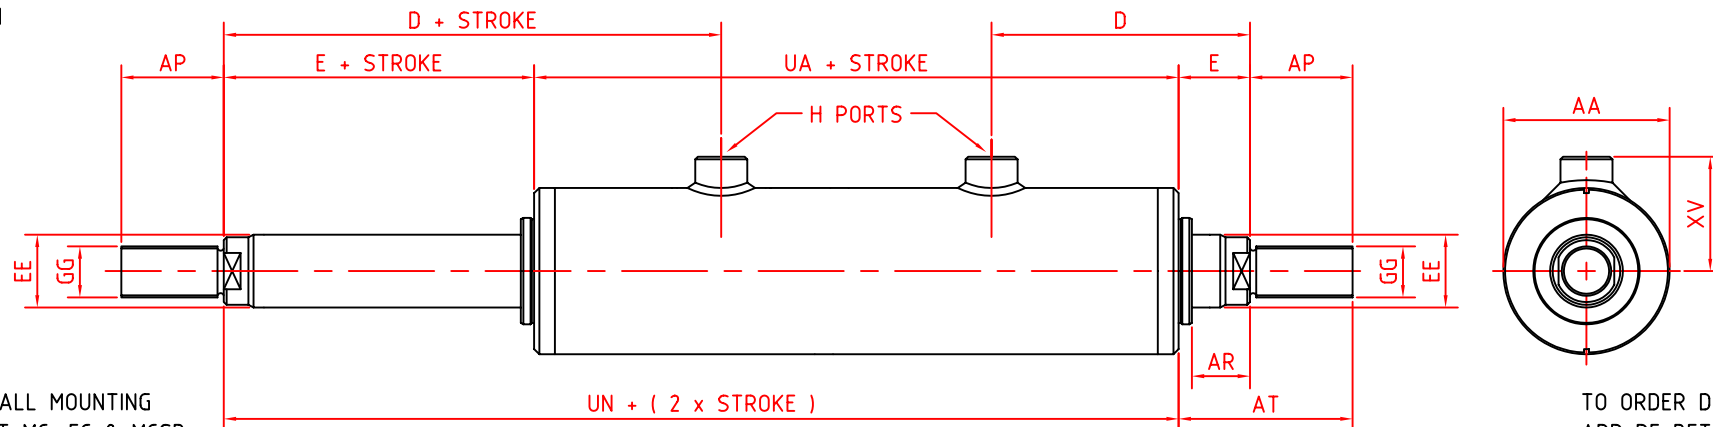 D + STROKE
D
AP
E + STROKE
UA + STROKE
E
AP
H PORTS
AA
XV
EE
GG
GG
EE
AR
ALL MOUNTING
UN + ( 2 x STROKE )
AT
TO ORDER D